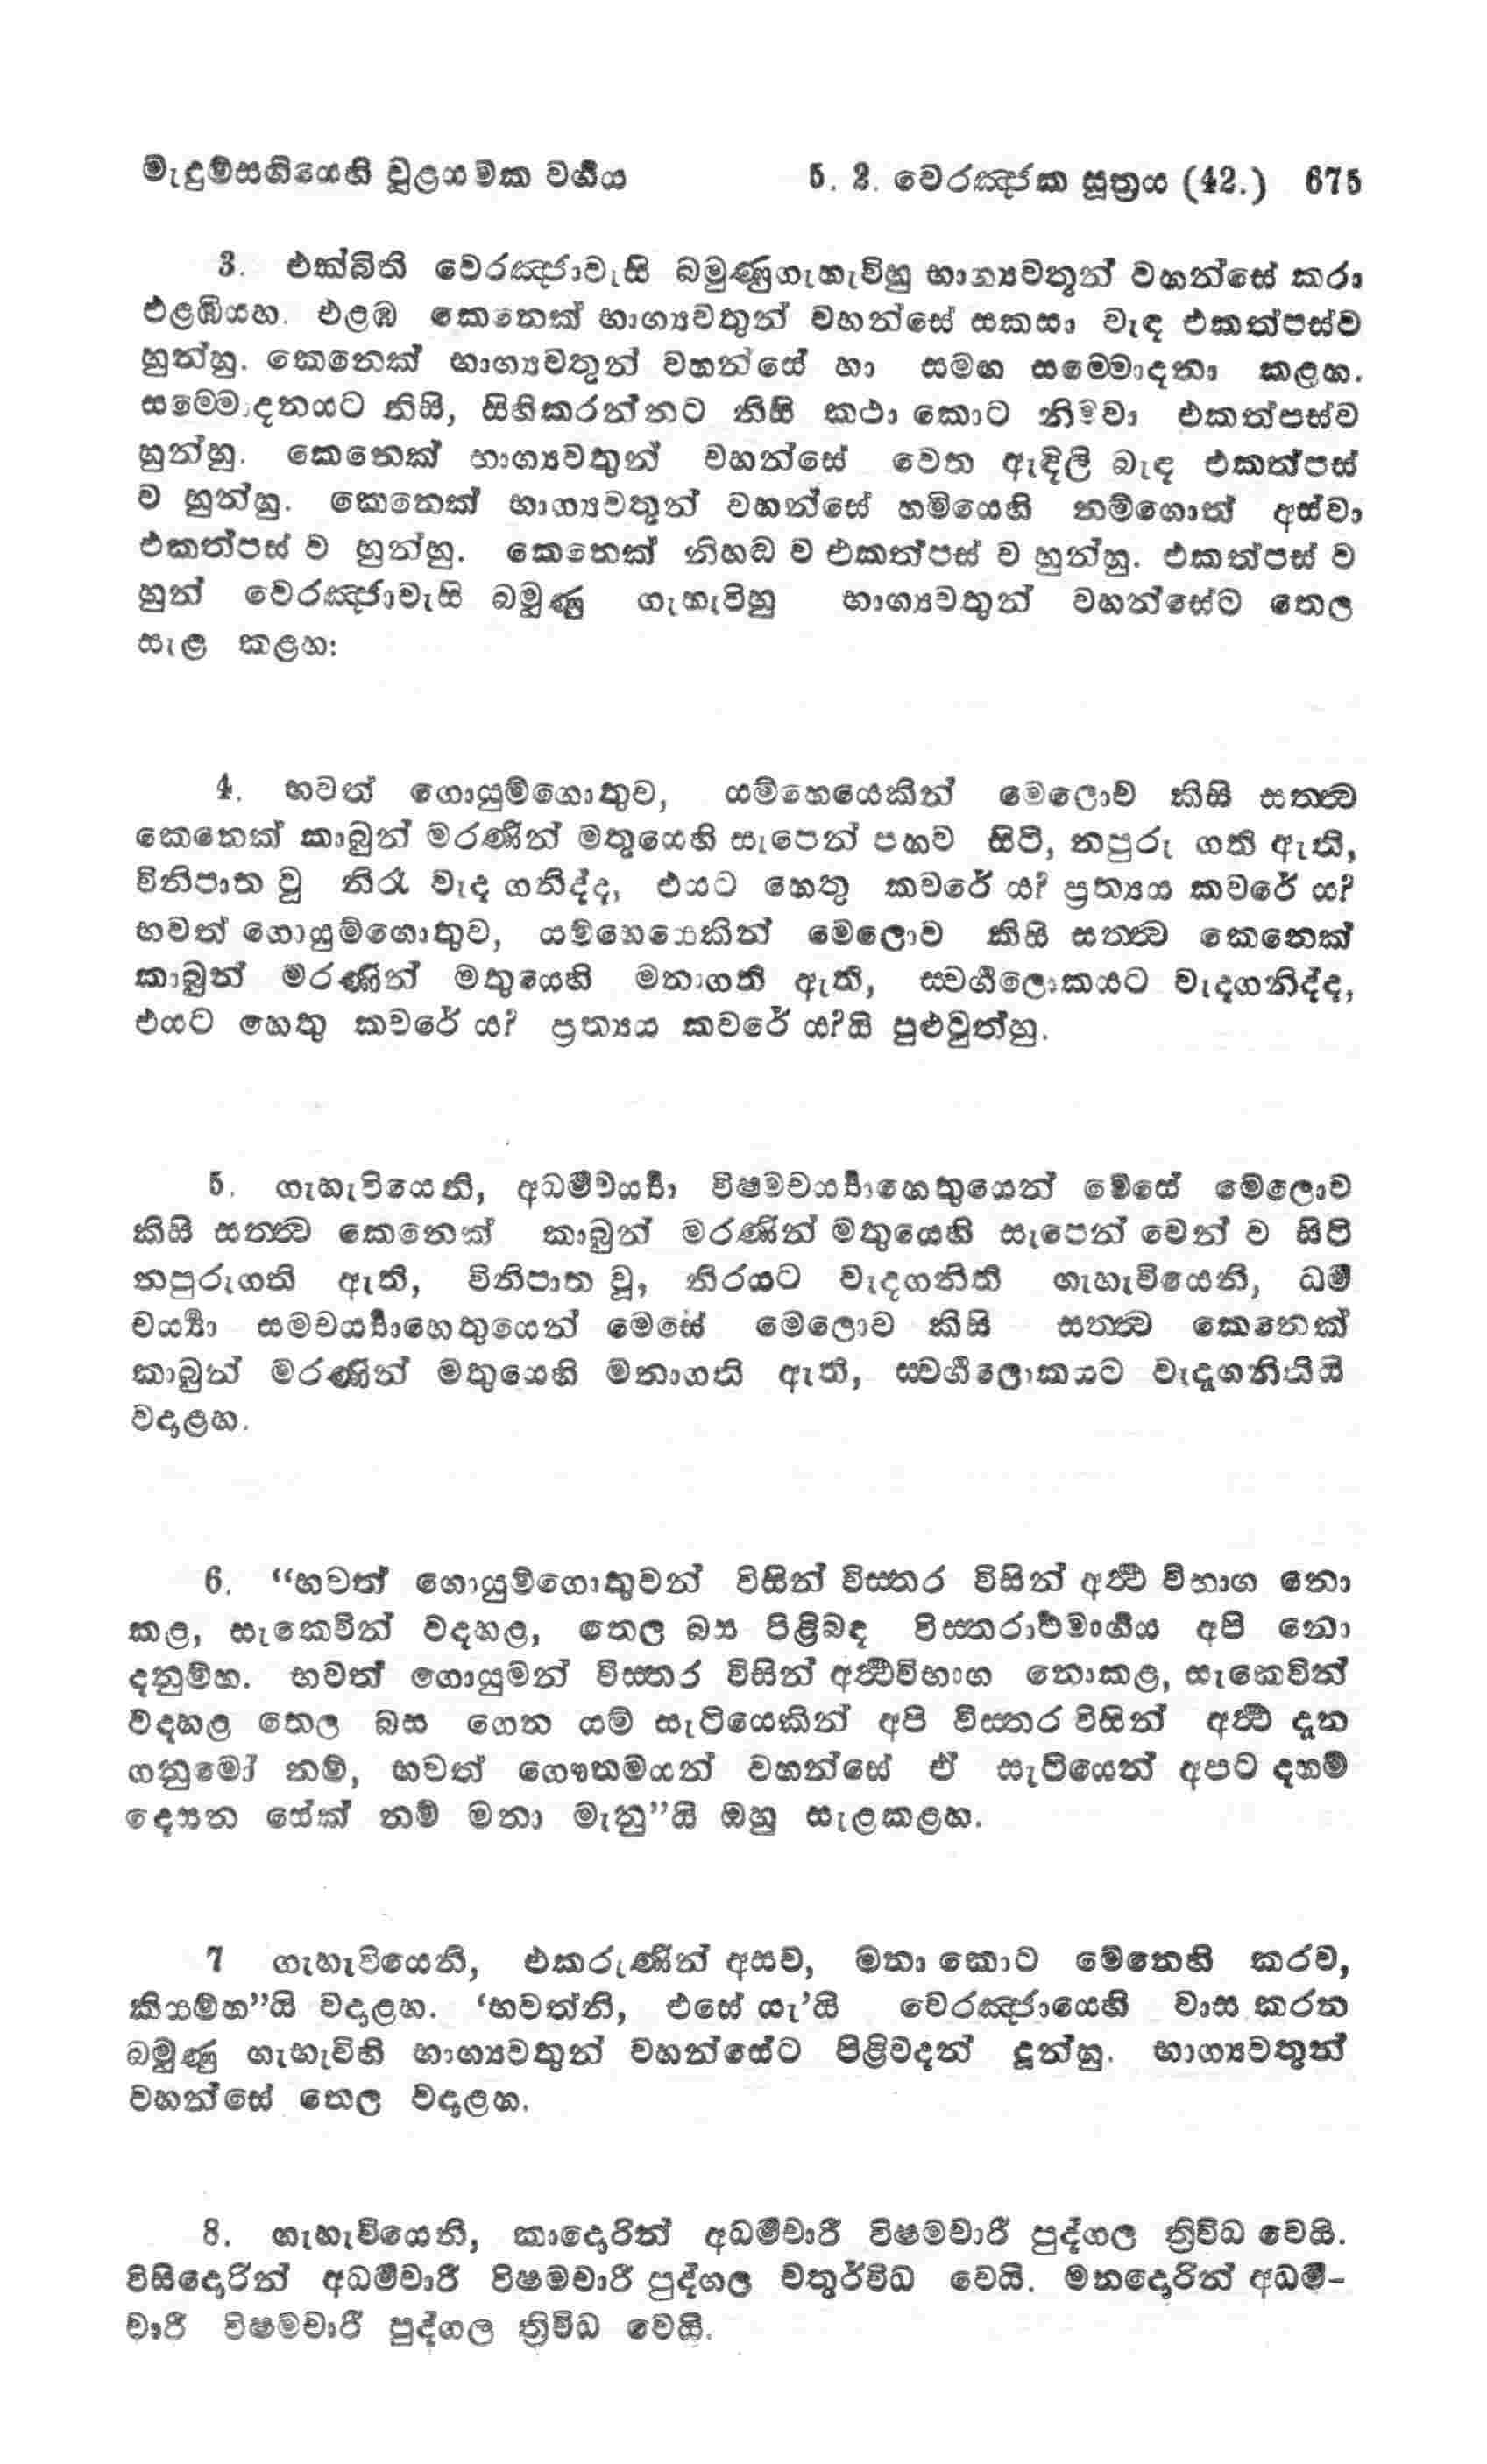 මැදුම්සඟියෙහි චූළයමක වර්‍ගය 5. 2. වෙරඤ්ජක සූත්‍රය (42.) 675
3. එක්බිති වෙරඤ්ජාවැසි බමුණුගැහැවිහු භාග්‍යවතුන් වහන්සේ කරා
එළඹියහ. එළඹ කෙනෙක් භාග්‍යවතුන් වහන්සේ සකසා වැඳ එකත්පස්ව
හුන්හු. කෙනෙක් භාග්‍යවතුන් වහන්සේ හා සමඟ සම්මොදනා කළහ.
සම්මොදනයට නිසි, සිහිකරන්නට නිසි කථා කොට නිමවා එකත්පස්ව
හුන්හු. කෙනෙක් භාග්‍යවතුන් වහන්සේ වෙත ඇඳිලි බැඳ එකත්පස්
ව හුන්හු. කෙනෙක් භාග්‍යවතුන් වහන්සේ හමියෙහි නම්ගොත් අස්වා
එකත්පස් ව හුන්හු. කෙනෙක් නිහඬ ව එකත්පස් ව හුන්හු. එකත්පස් ව
හුන් වෙරඤ්ජාවැසි බමුණු ගැහැවිහු භාග්‍යවතුන් වහන්සේට තෙල
සැළ කළහ:
4. භවත් ගොයුම්ගොතුව, යම්හෙයෙකින් මෙලොව කිසි සත්ත්‍ව
කෙනෙක් කාබුන් මරණින් මතුයෙහි සැපෙන් පහව සිටි, නපුරු ගති ඇති,
විනිපාත වූ නිරෑ වැද ගනිද්ද, එයට හෙතු කවරේ ය? ප්‍රත්‍යය කවරේ ය?
භවත් ගොයුම්ගොතුව, යම්හෙයෙකින් මෙලොව කිසි සත්ත්‍ව කෙනෙක්
කාබුන් මරණින් මතුයෙහි මනාගති ඇති, ස්වර්‍ගලොකයට වැදගනිද්ද,
එයට හෙතු කවරේ ය? ප්‍රත්‍යය කවරේ ය?යි පුළුවුත්හු.
5. ගැහැවියෙනි, අධර්‍මචර්‍ය්‍යා විෂමචර්‍ය්‍යාහෙතුයෙන් මෙසේ මෙලොව
කිසි සත්ත්‍ව කෙනෙක් කාබුන් මරණින් මතුයෙහි සැපෙන් වෙන් ව සිටි
නපුරුගති ඇති, විනිපාත වූ, නිරයට වැදගනිති ගැහැවියෙනි, ධර්‍ම
චර්‍ය්‍යා සමචර්‍ය්‍යාහෙතුයෙන් මෙසේ මෙලොව කිසි සත්ත්‍ව කෙනෙක්
කාබුන් මරණින් මතුයෙහි මනාගති ඇති, ස්වර්‍ගලොකයට වැදගනිතියි
වදාළහ.
6. “භවත් ගොයුම්ගොතුවන් විසින් විස්තර විසින් අර්‍ත්‍ථ විභාග නො
කළ, සැකෙවින් වදාහළ, තෙල බස පිළිබඳ විස්තරාර්‍ථමාර්‍ගය අපි නො
දනුම්හ. භවත් ගොයුමන් විස්තර විසින් අර්‍ත්‍ථවිභාග නොකළ, සැකෙවින්
වදාහළ තෙල බස ගෙන යම් සැටියෙකින් අපි විස්තර විසින් අර්‍ත්‍ථ දැන
ගනුමෝ නම්, භවත් ගෞතමයන් වහන්සේ ඒ සැටියෙන් අපට දහම්
දෙසන සේක් නම් මනා මැනු”යි ඔහු සැළකළහ.
7 ගැහැවියෙනි, එකරුණින් අසව, මනා කොට මෙනෙහි කරව,
කියම්හ”යි වදාළහ. ‘භවත්නි, එසේ යැ’යි වෙරඤ්ජායෙහි වාස කරන
බමුණු ගැහැවිහි භාග්‍යවතුන් වහන්සේට පිළිවදන් දුන්හු. භාග්‍යවතුන්
වහන්සේ තෙල වදාළහ.
8. ගැහැවියෙනි, කාදොරින් අධර්‍මචාරී විෂමචාරී පුද්ගල ත්‍රිවිධ වෙයි.
විසිදොරින් අධර්‍මචාරී විෂමචාරී පුද්ගල චතුර්විධ වෙයි. මනදොරින් අධර්‍ම-
චාරී විෂමචාරී පුද්ගල ත්‍රිවිධ වෙයි.